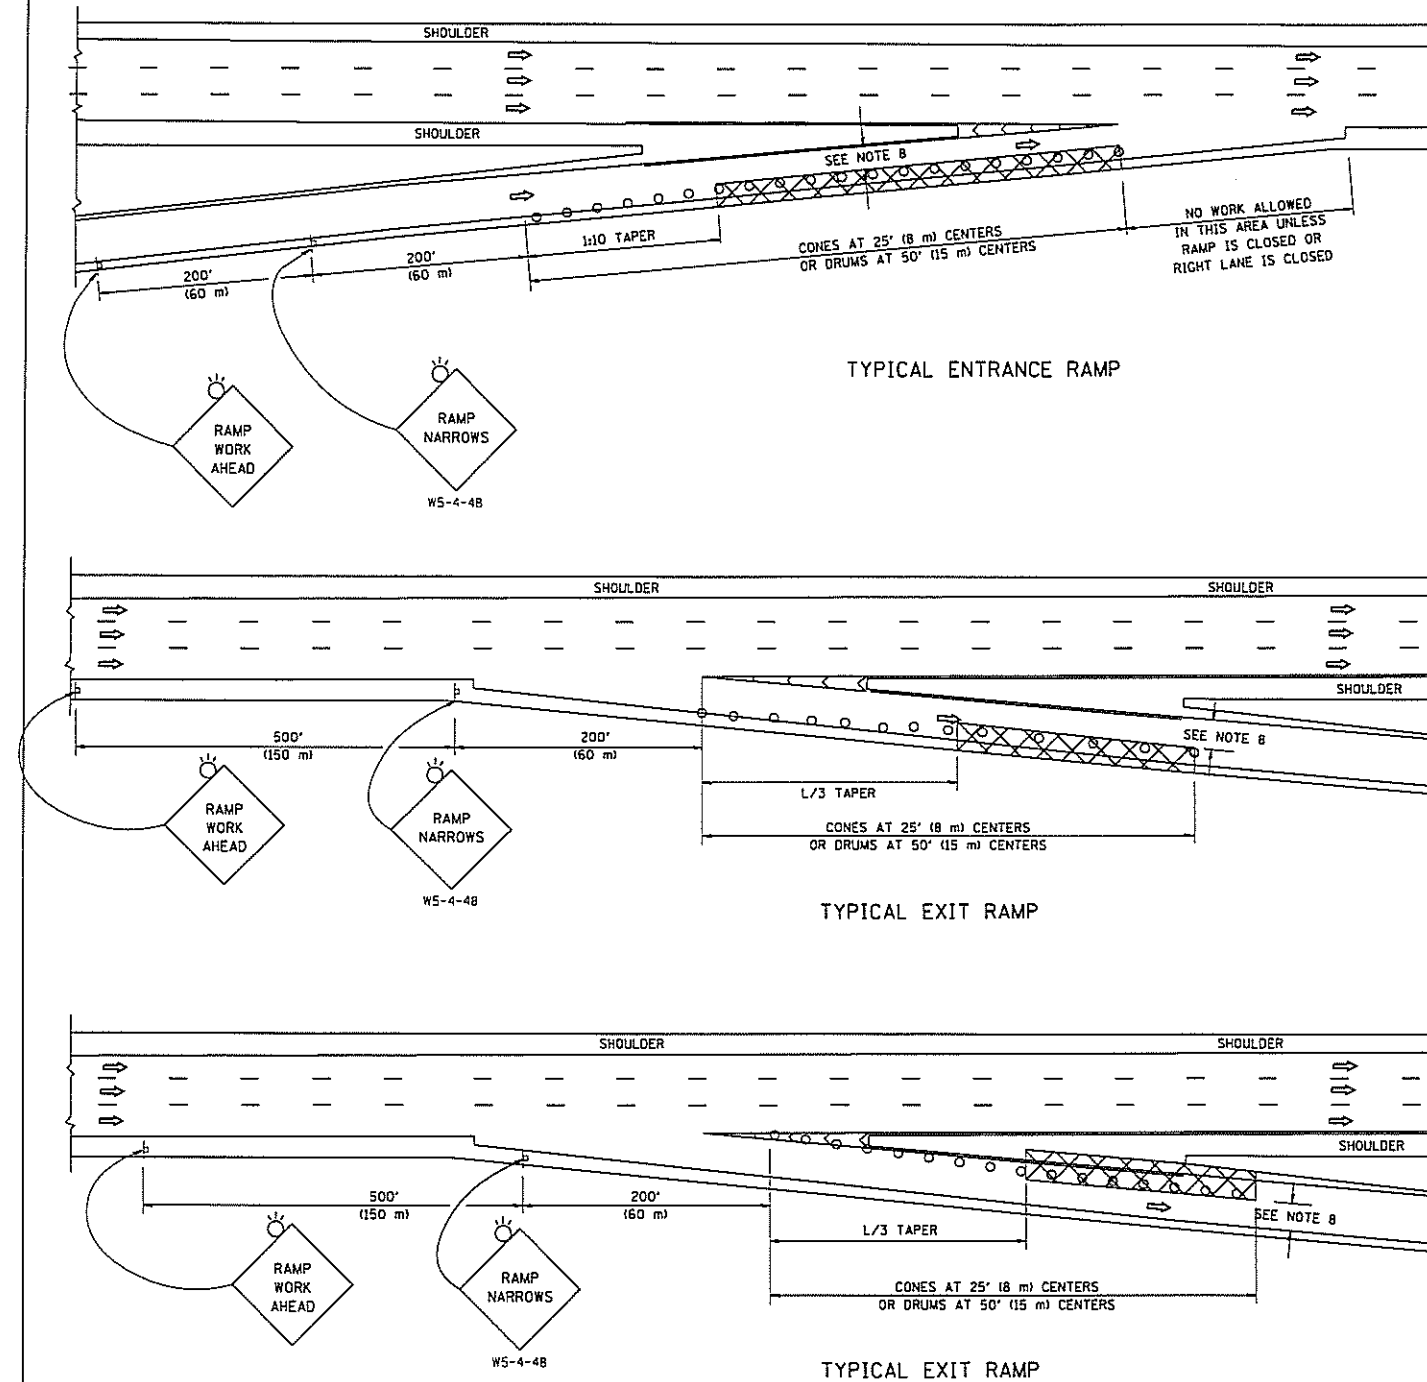 SHOULDER
SHOULDER
SEE NOTE 8
1:10 TAPER
200'
(60 m)
200'
(60 m)
CONES AT 25' (8 m) CENTERS
OR DRUMS AT 50' (15 m) CENTERS
NO WORK ALLOWED
IN THIS AREA UNLESS
RAMP IS CLOSED OR
RIGHT LANE IS CLOSED
TYPICAL ENTRANCE RAMP
RAMP
WORK
AHEAD
RAMP
NARROWS
W5-4-48
SHOULDER
SHOULDER
SHOULDER
500'
(150 m)
200'
(60 m)
SEE NOTE 8
L/3 TAPER
RAMP
WORK
AHEAD
RAMP
NARROWS
W5-4-48
CONES AT 25' (8 m) CENTERS
OR DRUMS AT 50' (15 m) CENTERS
TYPICAL EXIT RAMP
SHOULDER
SHOULDER
SHOULDER
500'
(150 m)
200'
(60 m)
SEE NOTE 8
L/3 TAPER
RAMP
WORK
AHEAD
RAMP
NARROWS
W5-4-48
CONES AT 25' (8 m) CENTERS
OR DRUMS AT 50' (15 m) CENTERS
TYPICAL EXIT RAMP